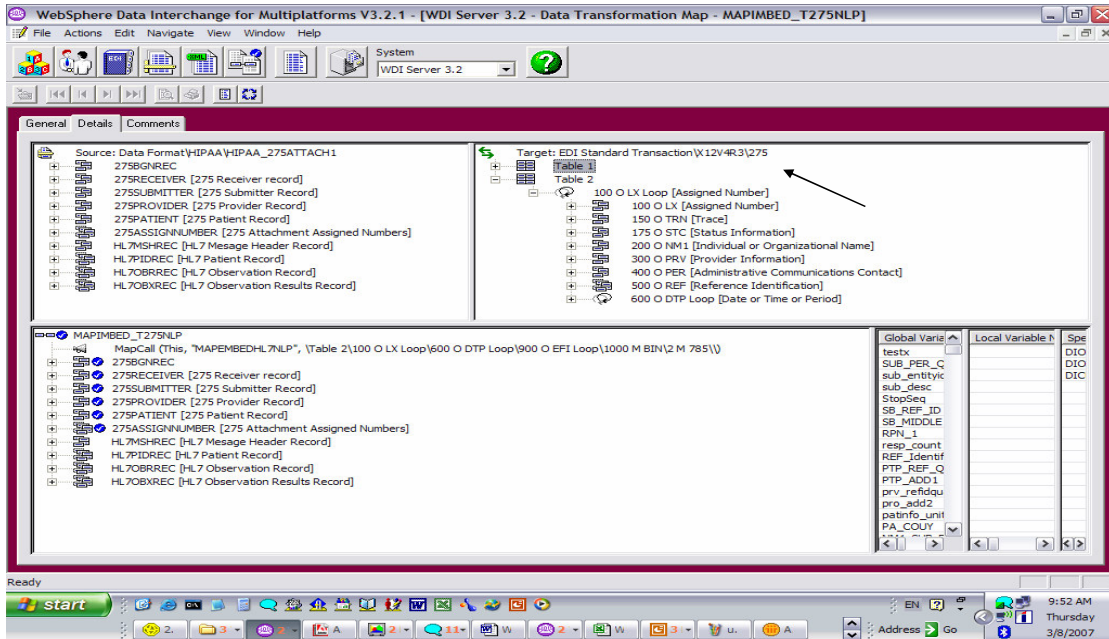 WebSphere Data Interchange for Multiplatforms V3.2.1 - [WDI Server 3.2 - Data Transformation Map - MAPIMBED_T275NLP]
File Actions Edit Navigate View Window Help
System
WDI Server 3.2
General Details Comments
Source: Data Format\HIPAA\HIPAA_275ATTACH1
275BGNREC
275RECEIVER [275 Receiver record]
275SUBMITTER [275 Submitter Record]
275PROVIDER [275 Provider Record]
275PATIENT [275 Patient Record]
275ASSIGNNUMBER [275 Attachment Assigned Numbers]
HL7MSHREC [HL7 Mesage Header Record]
HL7PIDREC [HL7 Patient Record]
HL7OBRREC [HL7 Observation Record]
HL7OBXREC [HL7 Observation Results Record]
Target: EDI Standard Transaction\X12V4R3\275
Table 1
Table 2
100 O LX Loop [Assigned Number]
100 O LX [Assigned Number]
150 O TRN [Trace]
175 O STC [Status Information]
200 O NM1 [Individual or Organizational Name]
300 O PRV [Provider Information]
400 O PER [Administrative Communications Contact]
500 O REF [Reference Identification]
600 O DTP Loop [Date or Time or Period]
MAPIMBED_T275NLP
MapCall (This, "MAPEMBEDHL7NLP", \Table 2\100 O LX Loop\600 O DTP Loop\900 O EFI Loop\1000 M BIN\2 M 785\\)
275BGNREC
275RECEIVER [275 Receiver record]
275SUBMITTER [275 Submitter Record]
275PROVIDER [275 Provider Record]
275PATIENT [275 Patient Record]
275ASSIGNNUMBER [275 Attachment Assigned Numbers]
HL7MSHREC [HL7 Mesage Header Record]
HL7PIDREC [HL7 Patient Record]
HL7OBRREC [HL7 Observation Record]
HL7OBXREC [HL7 Observation Results Record]
Global Varia
testx
SUB_PER_Q
sub_entityic
sub_desc
StopSeq
SB_REF_ID
SB_MIDDLE
RPN_1
resp_count
REF_Identif
PTP_REF_Q
PTP_ADD1
prv_refidqu
pro_add2
patinfo_unit
PA_COUY
Local Variable N
Spe
DIO
DIO
DIC
Ready
start
EN
9:52 AM
2. 3 2 A 2 11 W 2 W 3 u. A
Address Go
Thursday
3/8/2007